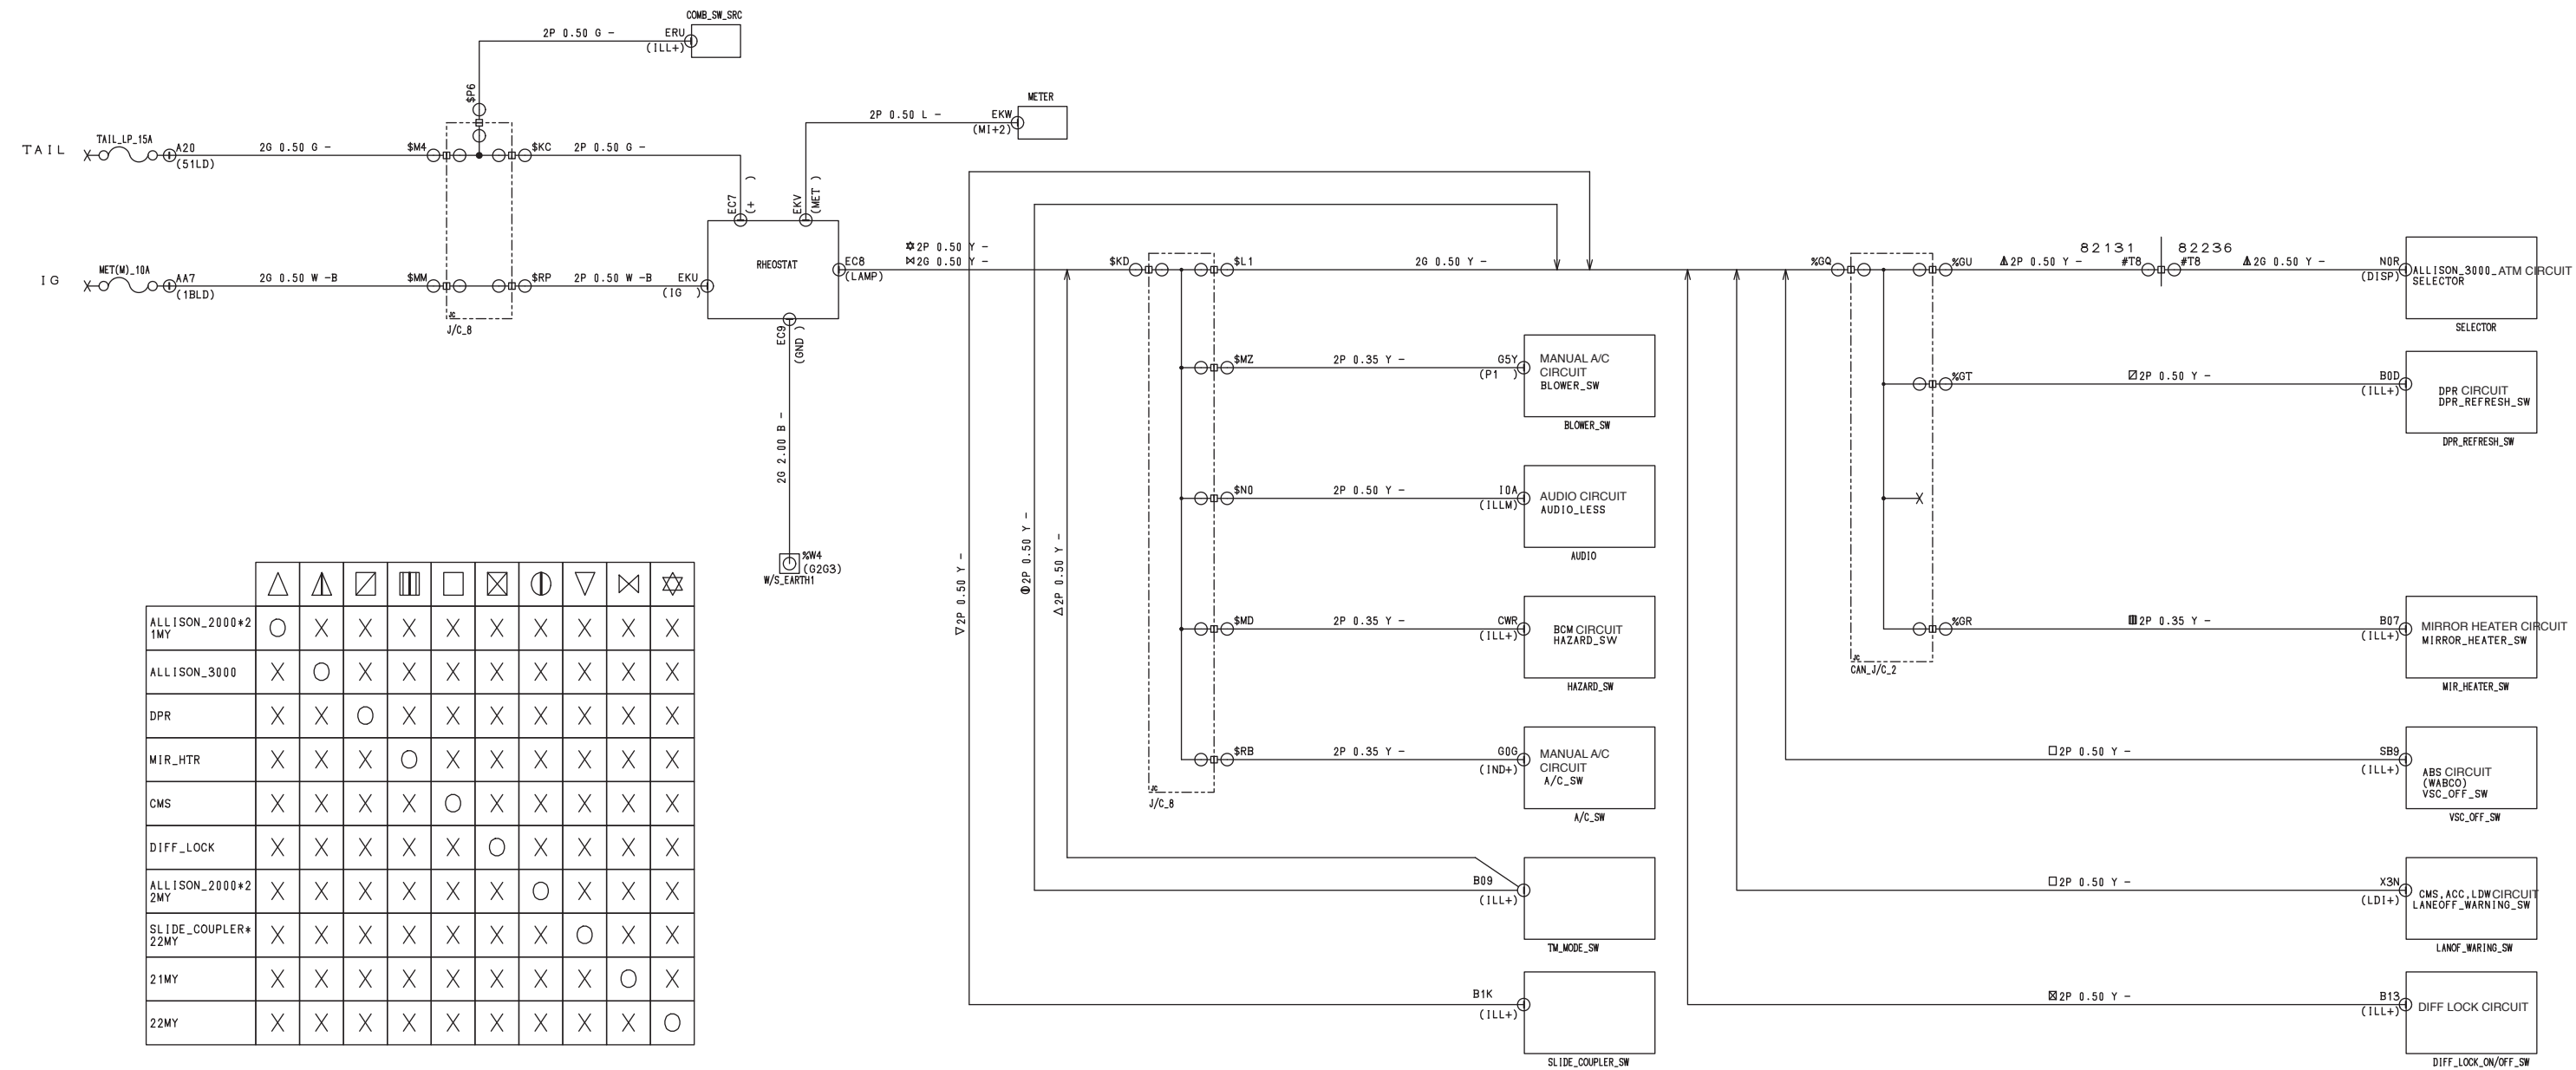 COMB_SW_SRC
2P 0.50 G - ERU
(ILL+)
$P6
METER
2P 0.50 L - EKW
(MI+2)
TAIL
TAIL_LP_15A
A20
(51LD)
2G 0.50 G -
$M4
$KC
2P 0.50 G -
EC7
(+ )
EKV
(MET )
IG
MET(M)_10A
AA7
(1BLD)
2G 0.50 W -B
$MM
$RP
2P 0.50 W -B
EKU
(IG )
JC
J/C_8
RHEOSTAT
EC8
(LAMP)
2P 0.50 Y -
2G 0.50 Y -
EC9
(GND )
2G 2.00 B -
%W4
(G2G3)
W/S_EARTH1
▽2P 0.50 Y -
2P 0.50 Y -
△2P 0.50 Y -
$KD
$L1
2G 0.50 Y -
$MZ
2P 0.35 Y -
G5Y
(P1 )
MANUAL A/C
CIRCUIT
BLOWER_SW
BLOWER_SW
$N0
2P 0.50 Y -
I0A
(ILLM)
AUDIO CIRCUIT
AUDIO_LESS
AUDIO
$MD
2P 0.35 Y -
CWR
(ILL+)
BCM CIRCUIT
HAZARD_SW
HAZARD_SW
$RB
2P 0.35 Y -
G0G
(IND+)
MANUAL A/C
CIRCUIT
A/C_SW
A/C_SW
JC
J/C_8
B09
(ILL+)
TM_MODE_SW
B1K
(ILL+)
SLIDE_COUPLER_SW
%GQ
%GU
2P 0.50 Y -
82131
82236
#T8
#T8
2G 0.50 Y -
N0R
(DISP)
ALLISON_3000_ATM CIRCUIT
SELECTOR
SELECTOR
%GT
2P 0.50 Y -
B0D
(ILL+)
DPR CIRCUIT
DPR_REFRESH_SW
DPR_REFRESH_SW
%GR
2P 0.35 Y -
B07
(ILL+)
MIRROR HEATER CIRCUIT
MIRROR_HEATER_SW
MIR_HEATER_SW
JC
CAN_J/C_2
□2P 0.50 Y -
SB9
(ILL+)
ABS CIRCUIT
(WABCO)
VSC_OFF_SW
VSC_OFF_SW
□2P 0.50 Y -
X3N
(LDI+)
CMS,ACC,LDW CIRCUIT
LANEOFF_WARNING_SW
LANOF_WARING_SW
2P 0.50 Y -
B13
(ILL+)
DIFF LOCK CIRCUIT
DIFF_LOCK_ON/OFF_SW
ALLISON_2000*2
1MY
O X X X X X X X X X
ALLISON_3000
X O X X X X X X X X
DPR
X X O X X X X X X X
MIR_HTR
X X X O X X X X X X
CMS
X X X X O X X X X X
DIFF_LOCK
X X X X X O X X X X
ALLISON_2000*2
2MY
X X X X X X O X X X
SLIDE_COUPLER*
22MY
X X X X X X X O X X
21MY
X X X X X X X X O X
22MY
X X X X X X X X X O